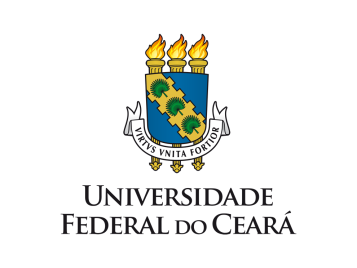 VIRTVS VNITA FORTIOR
UNIVERSIDADE
FEDERAL DO CEARÁ